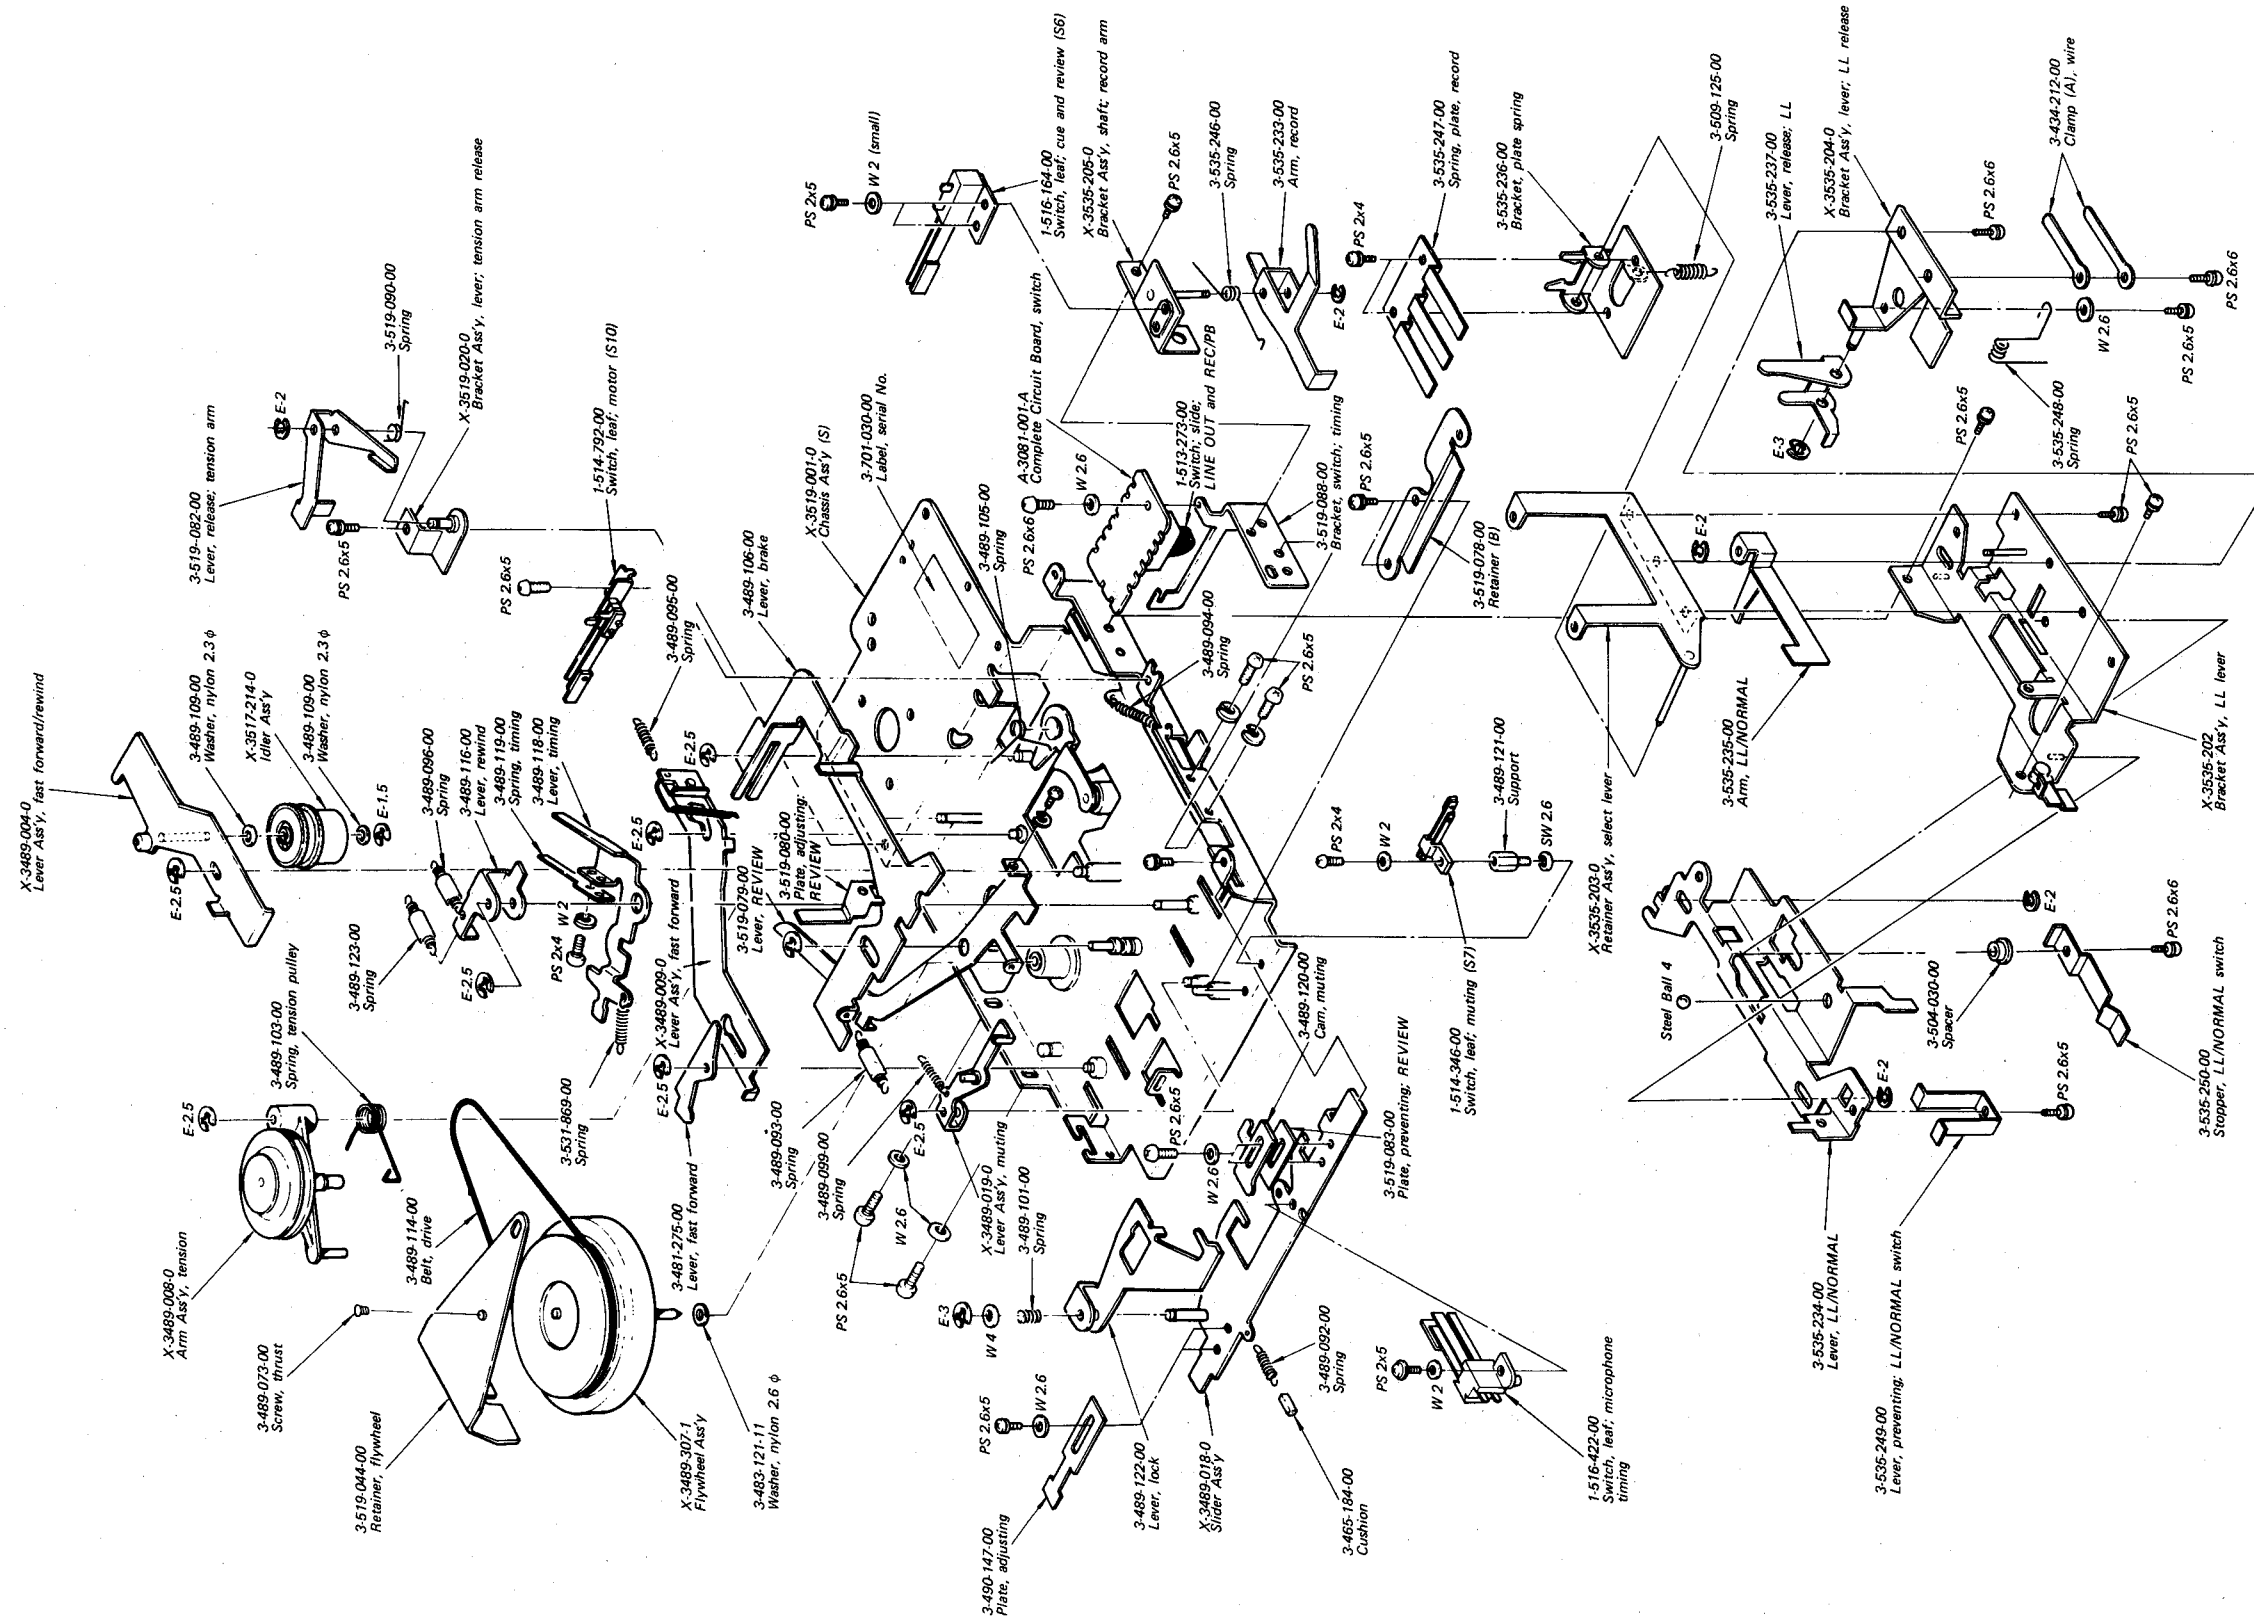 X-3489-004-0
Lever Ass'y, fast forward/rewind
3-489-109-00
Washer, nylon 2.3 φ
X-3517-214-0
Idler Ass'y
3-489-109-00
Washer, nylon 2.3 φ
E-1.5
E-2.5
3-489-096-00
Spring
3-489-116-00
Lever, rewind
3-489-119-00
Spring, timing
3-489-118-00
Lever, timing
3-489-123-00
Spring
E-2.5
PS 2x4
W 2
3-489-103-00
Spring, tension pulley
E-2.5
X-3489-008-0
Arm Ass'y, tension
3-489-114-00
Belt, drive
3-531-869-00
Spring
3-489-073-00
Screw, thrust
3-519-044-00
Retainer, flywheel
X-3489-307-1
Flywheel Ass'y
3-483-121-11
Washer, nylon 2.6 φ
3-481-275-00
Lever, fast forward
E-2.5
X-3489-009-0
Lever Ass'y, fast forward
E-2.5
3-519-082-00
Lever, release; tension arm
E-2
3-519-090-00
Spring
X-3519-020-0
Bracket Ass'y, lever; tension arm release
PS 2.6x5
1-514-792-00
Switch, leaf; motor (S10)
PS 2.6x5
3-489-095-00
Spring
E-2.5
3-489-106-00
Lever, brake
X-3519-001-0
Chassis Ass'y (S)
3-701-030-00
Label, serial No.
3-489-105-00
Spring
3-519-080-00
Plate, adjusting:
REVIEW
3-519-079-00
Lever, REVIEW
3-489-093-00
Spring
3-489-099-00
Spring
E-2.5
W 2.6
PS 2.6x5
X-3489-019-0
Lever Ass'y, muting
3-489-101-00
Spring
E-3
W 4
PS 2.6x5
W 2.6
3-490-147-00
Plate, adjusting
3-489-122-00
Lever, lock
X-3489-018-0
Slider Ass'y
3-465-184-00
Cushion
3-489-092-00
Spring
PS 2.6x5
W 2.6
3-489-120-00
Cam, muting
3-519-083-00
Plate, preventing; REVIEW
PS 2x5
W 2
1-516-422-00
Switch, leaf; microphone
timing
PS 2x4
W 2
3-489-121-00
Support
SW 2.6
1-514-346-00
Switch, leaf; muting (S7)
PS 2.6x5
3-489-094-00
Spring
PS 2x5
W 2 (small)
1-516-164-00
Switch, leaf; cue and review (S6)
X-3535-205-0
Bracket Ass'y, shaft; record arm
PS 2.6x5
3-535-246-00
Spring
3-535-233-00
Arm, record
E-2
A-3081-001-A
Complete Circuit Board, switch
PS 2.6x6
W 2.6
1-513-273-00
Switch; slide;
LINE OUT and REC/PB
3-519-088-00
Bracket, switch; timing
PS 2.6x5
3-519-078-00
Retainer (B)
PS 2x4
3-535-247-00
Spring, plate, record
3-535-236-00
Bracket, plate spring
3-509-125-00
Spring
3-535-237-00
Lever, release; LL
X-3535-204-0
Bracket Ass'y, lever; LL release
E-3
PS 2.6x6
3-434-212-00
Clamp (A), wire
W 2.6
PS 2.6x5
PS 2.6x6
3-535-248-00
Spring
PS 2.6x5
PS 2.6x5
E-2
X-3535-203-0
Retainer Ass'y, select lever
3-535-235-00
Arm, LL/NORMAL
X-3535-202
Bracket Ass'y, LL lever
Steel Ball 4
E-2
PS 2.6x6
3-504-030-00
Spacer
3-535-250-00
Stopper, LL/NORMAL switch
E-2
PS 2.6x5
3-535-234-00
Lever, LL/NORMAL
3-535-249-00
Lever, preventing; LL/NORMAL switch